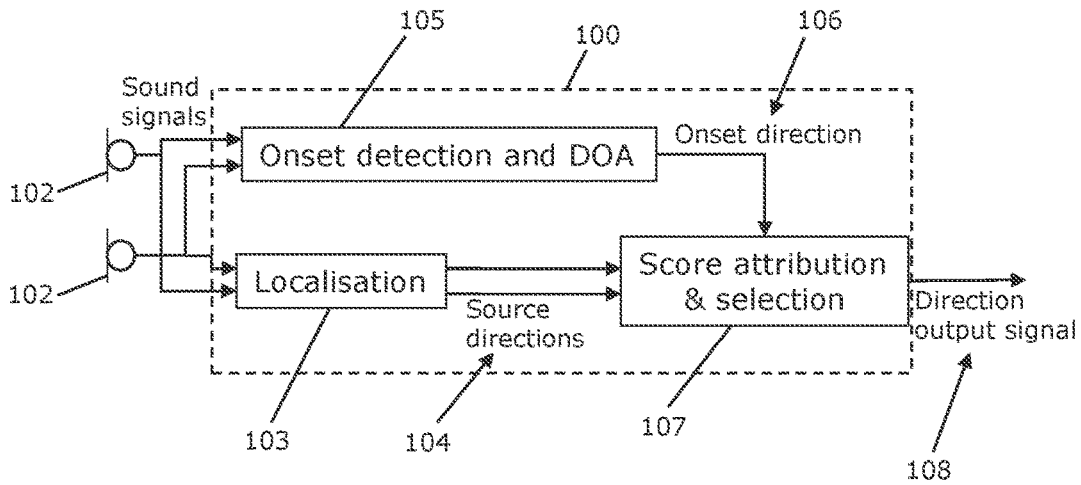 105
100
106
Sound
signals
Onset detection and DOA
Onset direction
102
102
Localisation
Score attribution
& selection
Source
directions
Direction
output signal
103
104
107
108